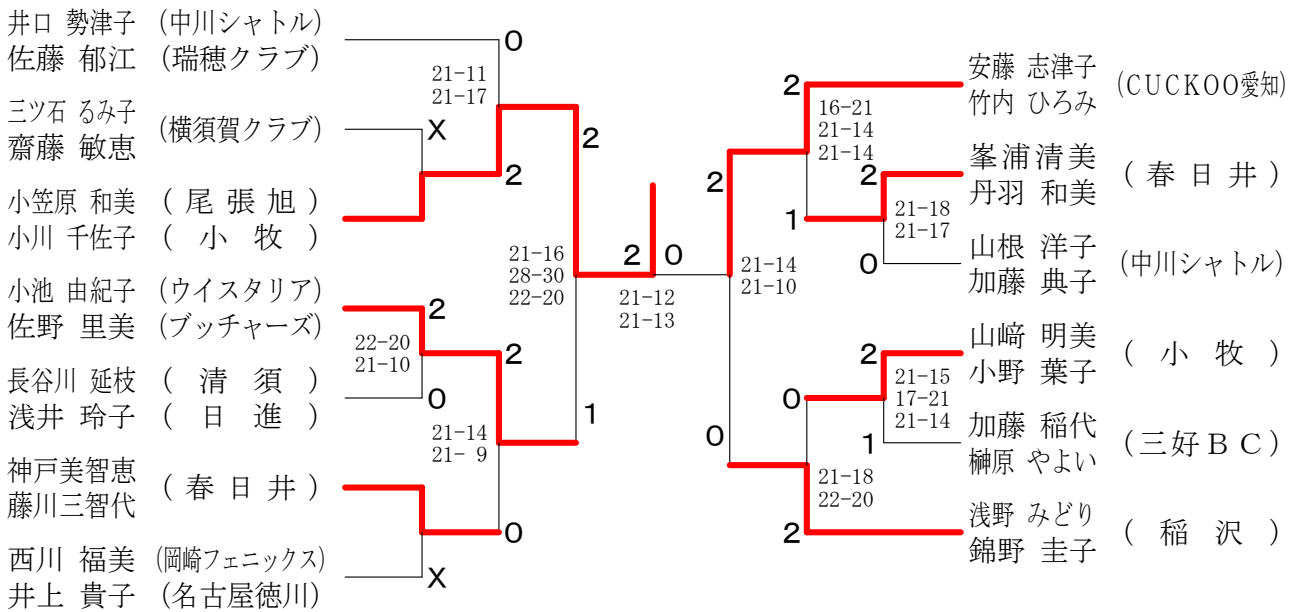 井口 勢津子 (中川シャトル)
佐藤 郁江 (瑞穂クラブ)
0
21-11
21-17
三ツ石 るみ子
齋藤 敏恵
(横須賀クラブ)
X
2
2
小笠原 和美 (尾張旭)
小川 千佐子 (小牧)
21-16
28-30
22-20
小池 由紀子 (ウイスタリア)
佐野 里美 (ブッチャーズ)
2
22-20
21-10
2
長谷川 延枝 (清須)
浅井 玲子 (日進)
0
21-14
21- 9
1
神戸美智恵
藤川三智代
(春日井)
0
西川 福美 (岡崎フェニックス)
井上 貴子 (名古屋徳川)
X
2 0
21-12
21-13
2
安藤 志津子
竹内 ひろみ
(CUCKOO愛知)
16-21
21-14
21-14
2
峯浦清美
丹羽 和美
(春日井)
2
1
21-18
21-17
山根 洋子
加藤 典子
(中川シャトル)
0
21-14
21-10
山﨑 明美
小野 葉子
(小牧)
2
0
21-15
17-21
21-14
加藤 稲代
榊原 やよい
(三好BC)
1
0
21-18
22-20
浅野 みどり
錦野 圭子
(稲沢)
2